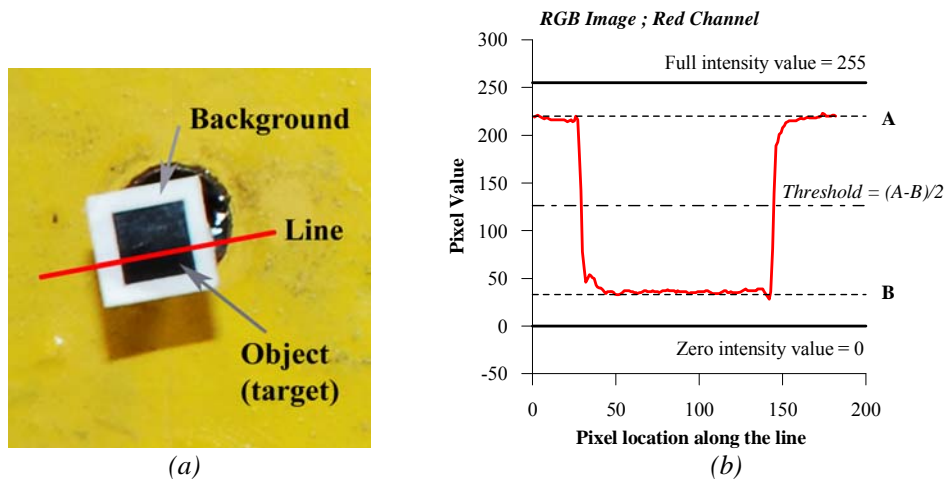 Background
Line
Object
(target)
(a)
RGB Image ; Red Channel
300
250
200
150
100
50
0
-50
Pixel Value
Full intensity value = 255
A
Threshold = (A-B)/2
B
Zero intensity value = 0
0
50
100
150
200
Pixel location along the line
(b)